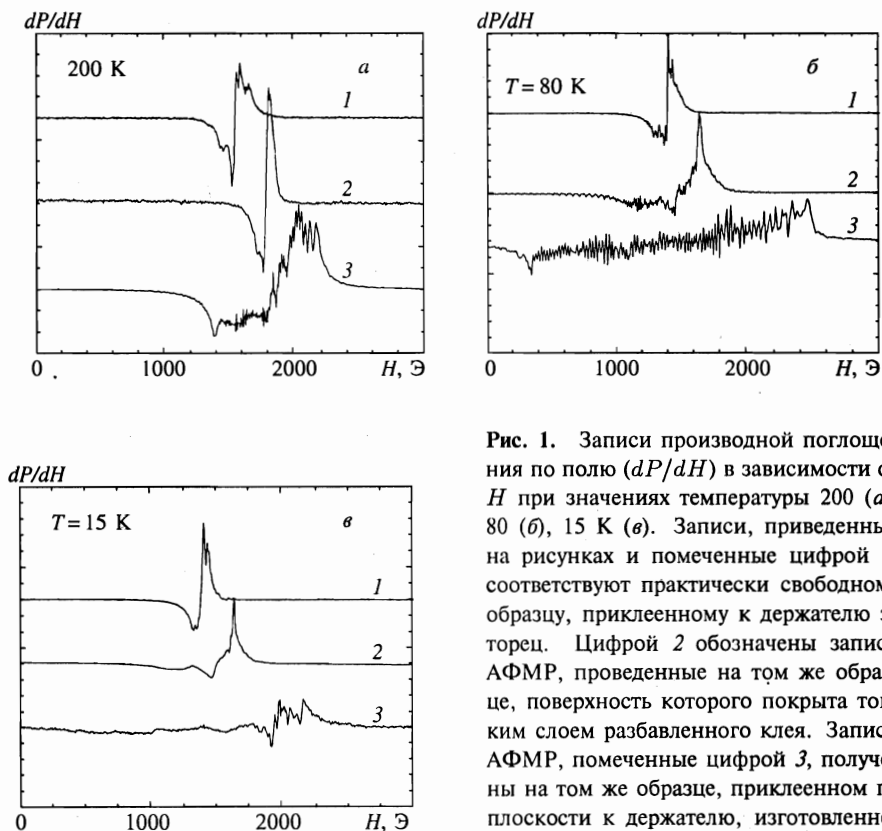 dP/dH
200 K
а
1
2
3
0
1000
2000
H, Э
dP/dH
T = 80 K
б
1
2
3
0
1000
2000
H, Э
dP/dH
T = 15 K
в
1
2
3
0
1000
2000
H, Э
Рис. 1. Записи производной поглоще
ния по полю (dP/dH) в зависимости
H при значениях температуры 200 (а
80 (б), 15 K (в). Записи, приведенны
на рисунках и помеченные цифрой
соответствуют практически свободном
образцу, приклеенному к держателю
торец. Цифрой 2 обозначены запис
АФМР, проведенные на том же обра
це, поверхность которого покрыта тон
ким слоем разбавленного клея. Запис
АФМР, помеченные цифрой 3, получе
ны на том же образце, приклеенном п
плоскости к держателю, изготовленно